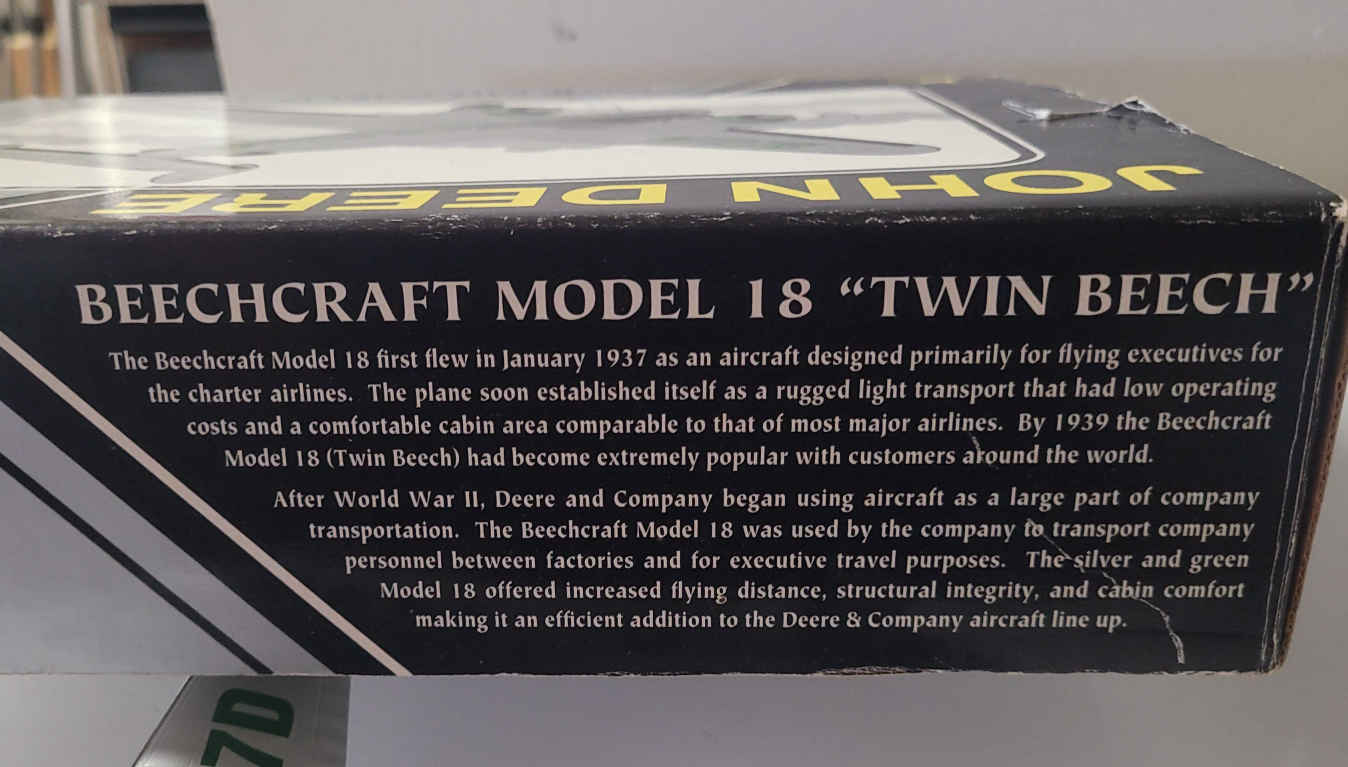 JOHN DEERE
BEECHCRAFT MODEL 18 “TWIN BEECH”
The Beechcraft Model 18 first flew in January 1937 as an aircraft designed primarily for flying executives for
the charter airlines. The plane soon established itself as a rugged light transport that had low operating
costs and a comfortable cabin area comparable to that of most major airlines. By 1939 the Beechcraft
Model 18 (Twin Beech) had become extremely popular with customers around the world.
After World War II, Deere and Company began using aircraft as a large part of company
transportation. The Beechcraft Model 18 was used by the company to transport company
personnel between factories and for executive travel purposes. The silver and green
Model 18 offered increased flying distance, structural integrity, and cabin comfort
making it an efficient addition to the Deere & Company aircraft line up.
7D